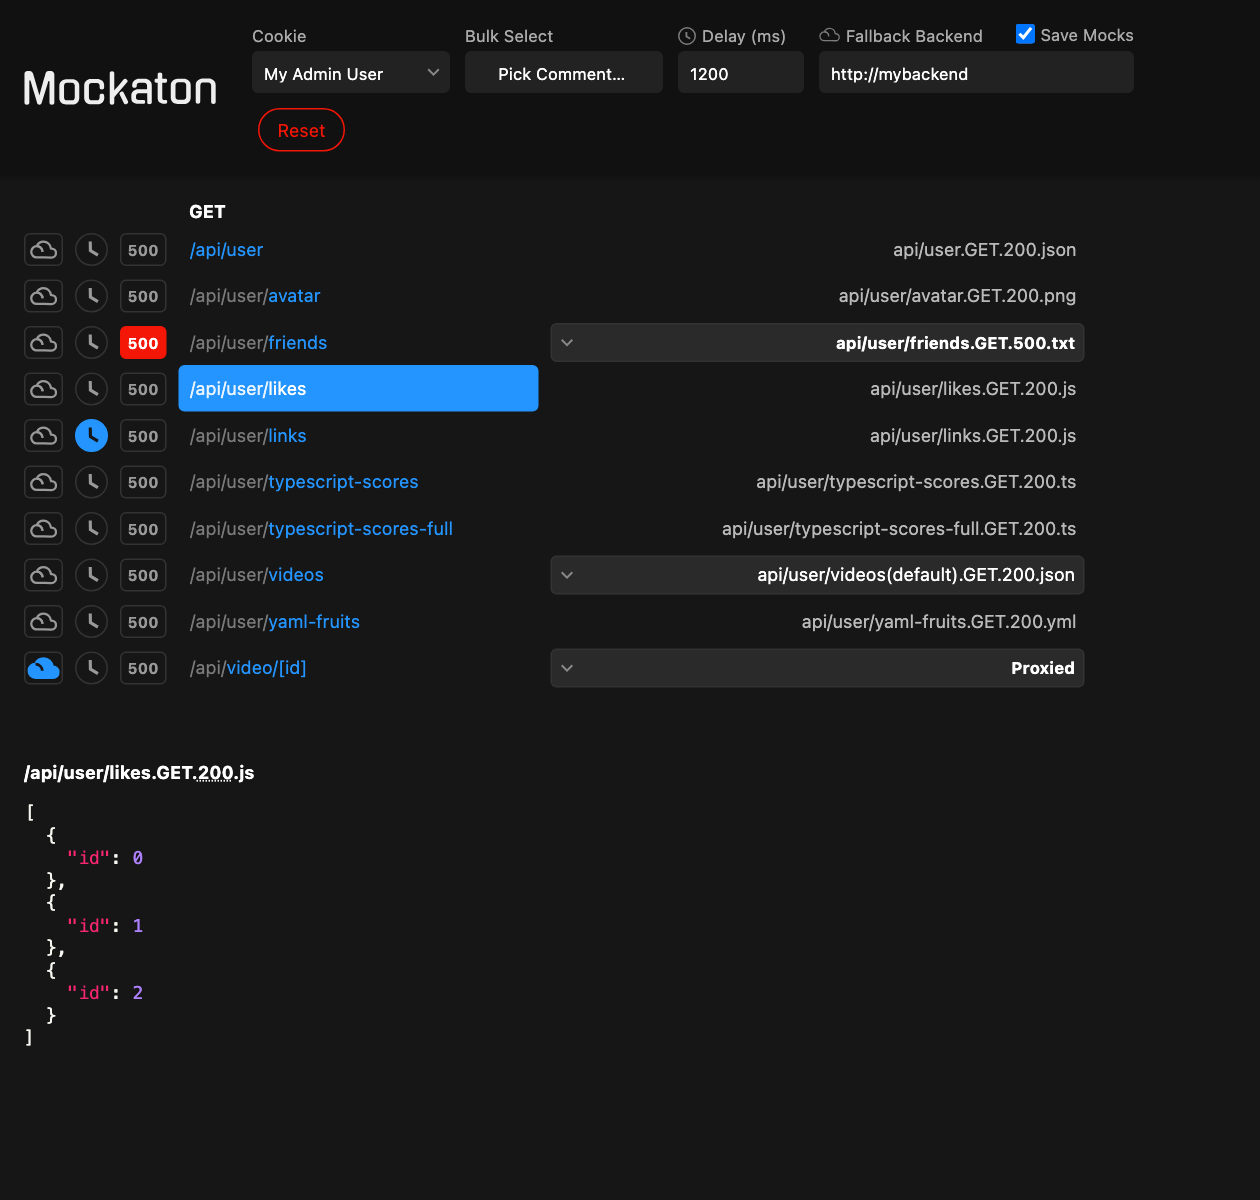 Mockaton
Cookie
My Admin User
Bulk Select
Pick Comment...
Delay (ms)
1200
Fallback Backend
Save Mocks
http://mybackend
Reset
GET
500 /api/user api/user.GET.200.json
500 /api/user/avatar api/user/avatar.GET.200.png
500 /api/user/friends api/user/friends.GET.500.txt
500 /api/user/likes api/user/likes.GET.200.js
500 /api/user/links api/user/links.GET.200.js
500 /api/user/typescript-scores api/user/typescript-scores.GET.200.ts
500 /api/user/typescript-scores-full api/user/typescript-scores-full.GET.200.ts
500 /api/user/videos api/user/videos(default).GET.200.json
500 /api/user/yaml-fruits api/user/yaml-fruits.GET.200.yml
500 /api/video/[id] Proxied
/api/user/likes.GET.200.js
[
  {
    "id": 0
  },
  {
    "id": 1
  },
  {
    "id": 2
  }
]